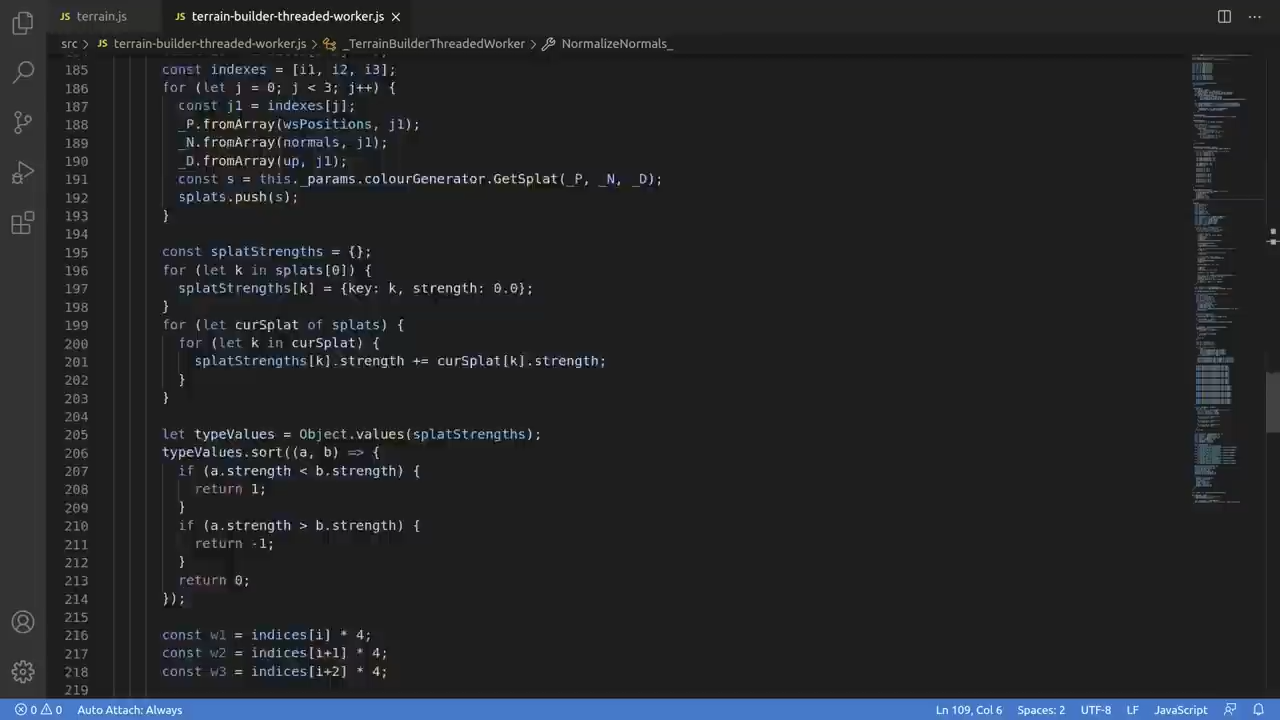 terrain.js
terrain-builder-threaded-worker.js
src > terrain-builder-threaded-worker.js > _TerrainBuilderThreadedWorker > NormalizeNormals_
185 const indexes = [i1, i2, i3];
186 for (let j = 0; j < 3; j++) {
187 const j1 = indexes[j];
188 _P.fromArray(wsPositions, j1);
189 _N.fromArray(normals, j1);
190 _D.fromArray(up, j1);
191 const s = this._params.colourGenerator.GetSplat(_P, _N, _D);
192 splats.push(s);
193 }
194
195 const splatStrengths = {};
196 for (let k in splats[0]) {
197 splatStrengths[k] = {key: k, strength: 0.0};
198 }
199 for (let curSplat of splats) {
200 for (let k in curSplat) {
201 splatStrengths[k].strength += curSplat[k].strength;
202 }
203 }
204
205 let typeValues = Object.values(splatStrengths);
206 typeValues.sort((a, b) => {
207 if (a.strength < b.strength) {
208 return 1;
209
210 if (a.strength > b.strength) {
211 return -1;
212 }
213 return 0;
214 });
215
216 const w1 = indices[i] * 4;
217 const w2 = indices[i+1] * 4;
218 const w3 = indices[i+2] * 4;
219
0 0 Auto Attach: Always Ln 109, Col 6 Spaces: 2 UTF-8 LF JavaScript